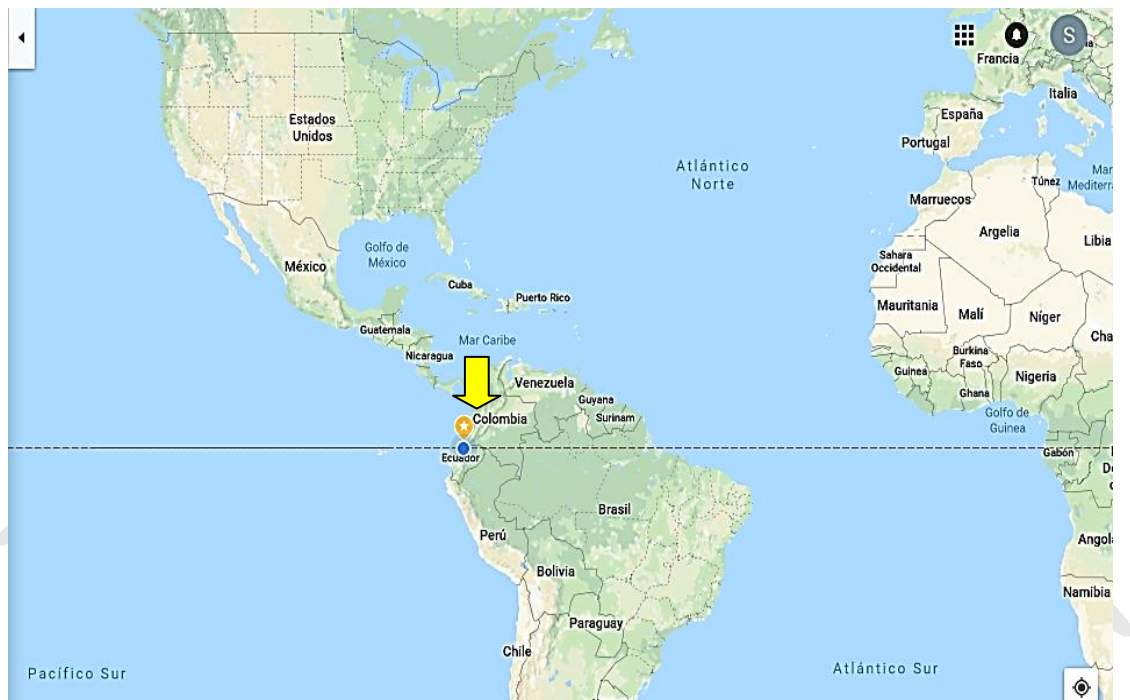 S
Francia
Italia
Estados
Unidos
España
Portugal
Atlántico
Norte
Túnez
Mar
Mediterr
Marruecos
Argelia
Libia
Golfo de
México
México
Sahara
Occidental
Cuba
Puerto Rico
Mauritania
Malí
Níger
Guatemala
Mar Caribe
Cha
Nicaragua
Burkina
Faso
Guinea
Nigeria
Venezuela
Guyana
Ghana
Colombia
Surinam
Golfo de
Guinea
Ecuador
Gabón
D
Brasil
Perú
Angol
Bolivia
Namibia
Paraguay
Chile
Pacífico Sur
Atlántico Sur